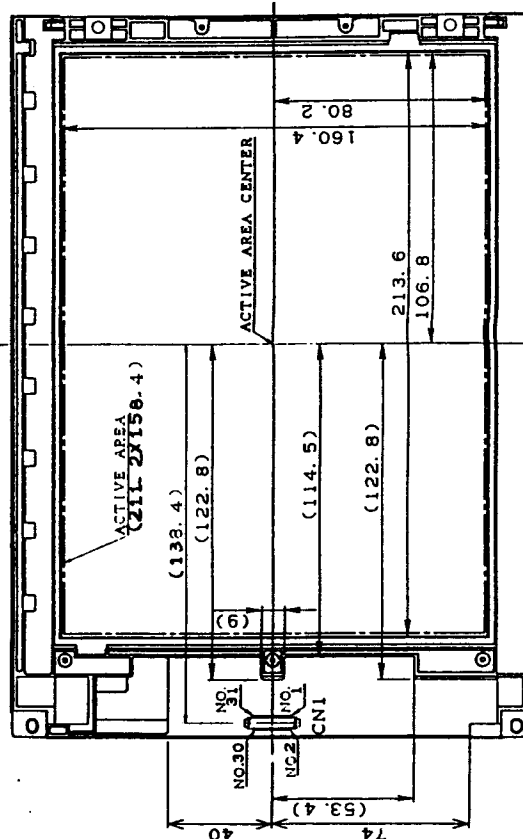 80.2
160.4
ACTIVE AREA CENTER
213.6
106.8
ACTIVE AREA
(211.2X158.4)
(138.4)
(122.8)
(114.5)
(122.8)
(9)
NO.
31
NO.1
CN1
NO.30
NO.2
(53.4)
40
74